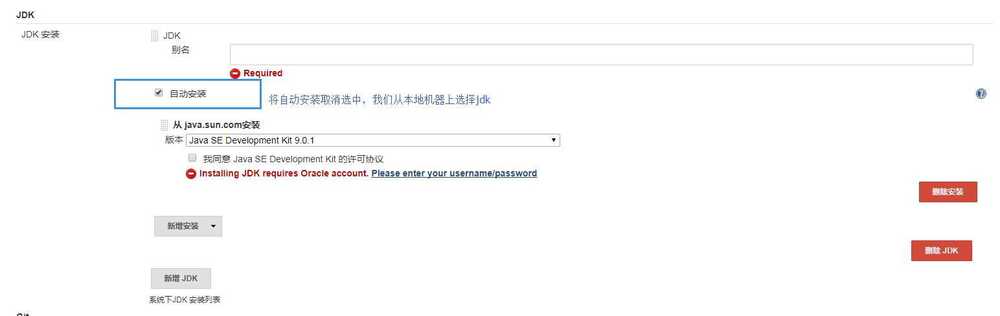 JDK
JDK 安装
JDK
别名
Required
自动安装
将自动安装取消选中，我们从本地机器上选择jdk
从 java.sun.com安装
版本 Java SE Development Kit 9.0.1
我同意 Java SE Development Kit 的许可协议
Installing JDK requires Oracle account. Please enter your username/password
删除安装
新增安装
删除 JDK
新增 JDK
系统下JDK 安装列表